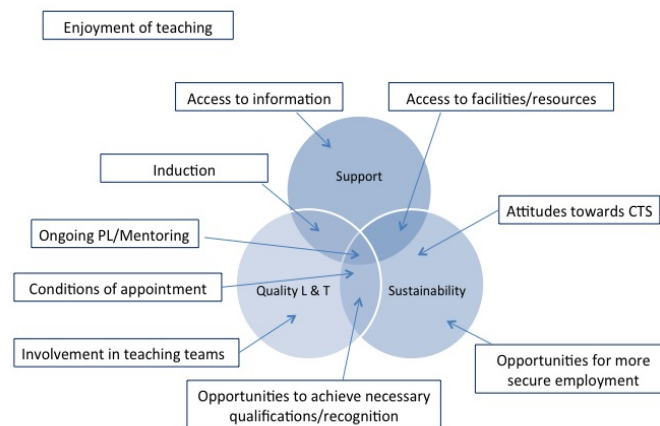 Enjoyment of teaching
Access to information
Access to facilities/resources
Support
Induction
Attitudes towards CTS
Ongoing PL/Mentoring
Conditions of appointment
Quality L & T
Sustainability
Involvement in teaching teams
Opportunities for more
secure employment
Opportunities to achieve necessary
qualifications/recognition